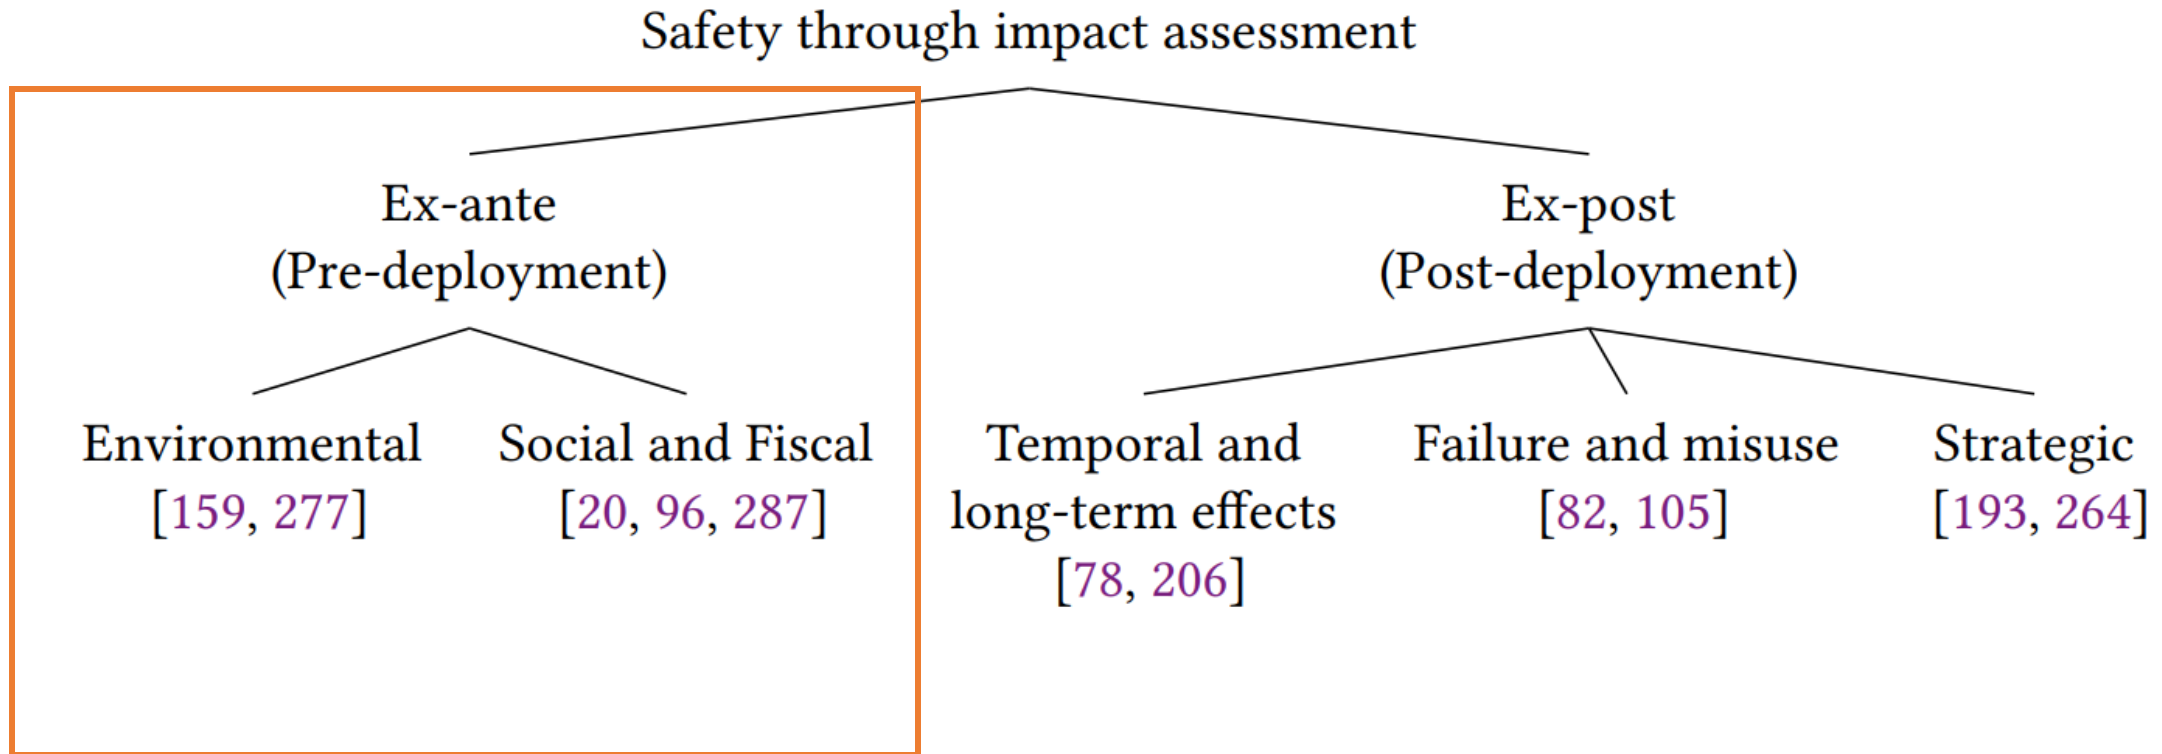 Safety through impact assessment
Ex-ante
(Pre-deployment)
Ex-post
(Post-deployment)
Environmental
[159, 277]
Social and Fiscal
[20, 96, 287]
Temporal and
long-term effects
[78, 206]
Failure and misuse
[82, 105]
Strategic
[193, 264]